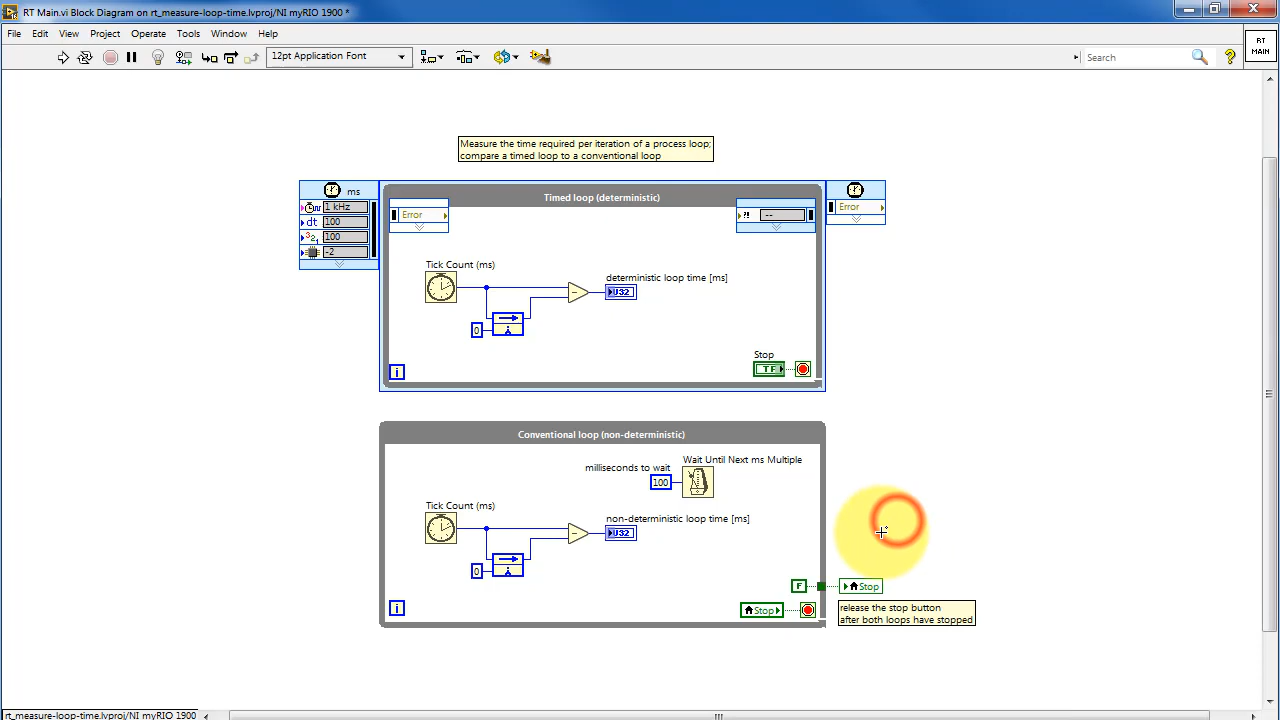 RT Main.vi Block Diagram on rt_measure-loop-time.lvproj/NI myRIO 1900 *
File Edit View Project Operate Tools Window Help
12pt Application Font
Search
RT
MAIN
Measure the time required per iteration of a process loop;
compare a timed loop to a conventional loop
ms
1 kHz
dt 100
100
-2
Timed loop (deterministic)
Error
?! --
Error
Tick Count (ms)
deterministic loop time [ms]
U32
0
Stop
TF
i
Conventional loop (non-deterministic)
Wait Until Next ms Multiple
milliseconds to wait
100
Tick Count (ms)
non-deterministic loop time [ms]
U32
0
F
Stop
i
Stop
release the stop button
after both loops have stopped
rt_measure-loop-time.lvproj/NI myRIO 1900